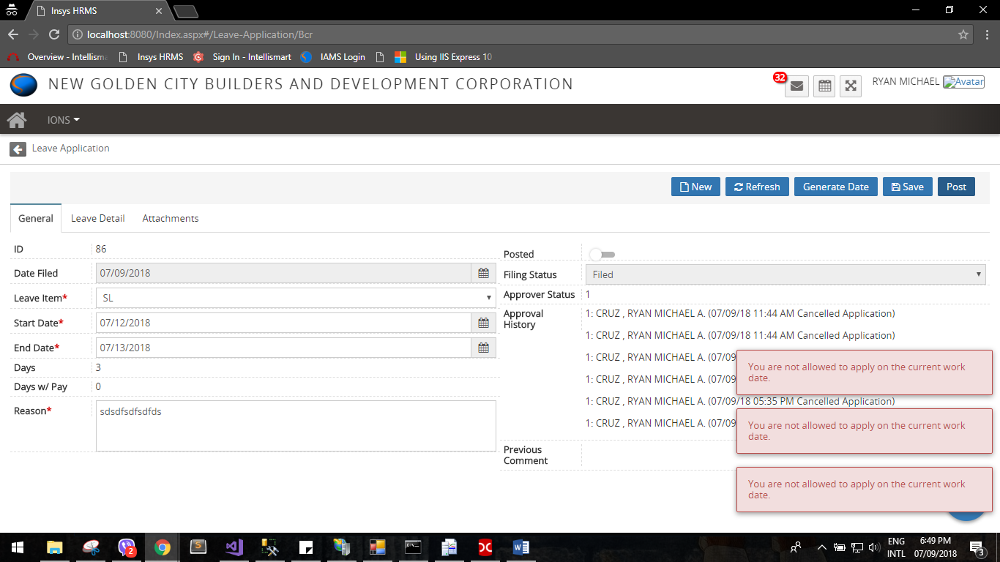 Insys HRMS
localhost:8080/Index.aspx#/Leave-Application/Bcr
Overview - Intellisma Insys HRMS Sign In - Intellismart IAMS Login Using IIS Express 10
NEW GOLDEN CITY BUILDERS AND DEVELOPMENT CORPORATION
32
RYAN MICHAEL Avatar
IONS
Leave Application
New Refresh Generate Date Save Post
General Leave Detail Attachments
ID 86
Date Filed 07/09/2018
Leave Item* SL
Start Date* 07/12/2018
End Date* 07/13/2018
Days 3
Days w/ Pay 0
Reason* sdsdfsdfsdfds
Posted
Filing Status Filed
Approver Status 1
Approval
History
1: CRUZ , RYAN MICHAEL A. (07/09/18 11:44 AM Cancelled Application)
1: CRUZ , RYAN MICHAEL A. (07/09/18 11:44 AM Cancelled Application)
1: CRUZ , RYAN MICHAEL A. (07/09
1: CRUZ , RYAN MICHAEL A. (07/09
1: CRUZ , RYAN MICHAEL A. (07/09/18 05:35 PM Cancelled Application)
1: CRUZ , RYAN MICHAEL A. (07/09
Previous
Comment
You are not allowed to apply on the current work
date.
You are not allowed to apply on the current work
date.
You are not allowed to apply on the current work
date.
2
S
DC
W
ENG
INTL
6:49 PM
07/09/2018
3